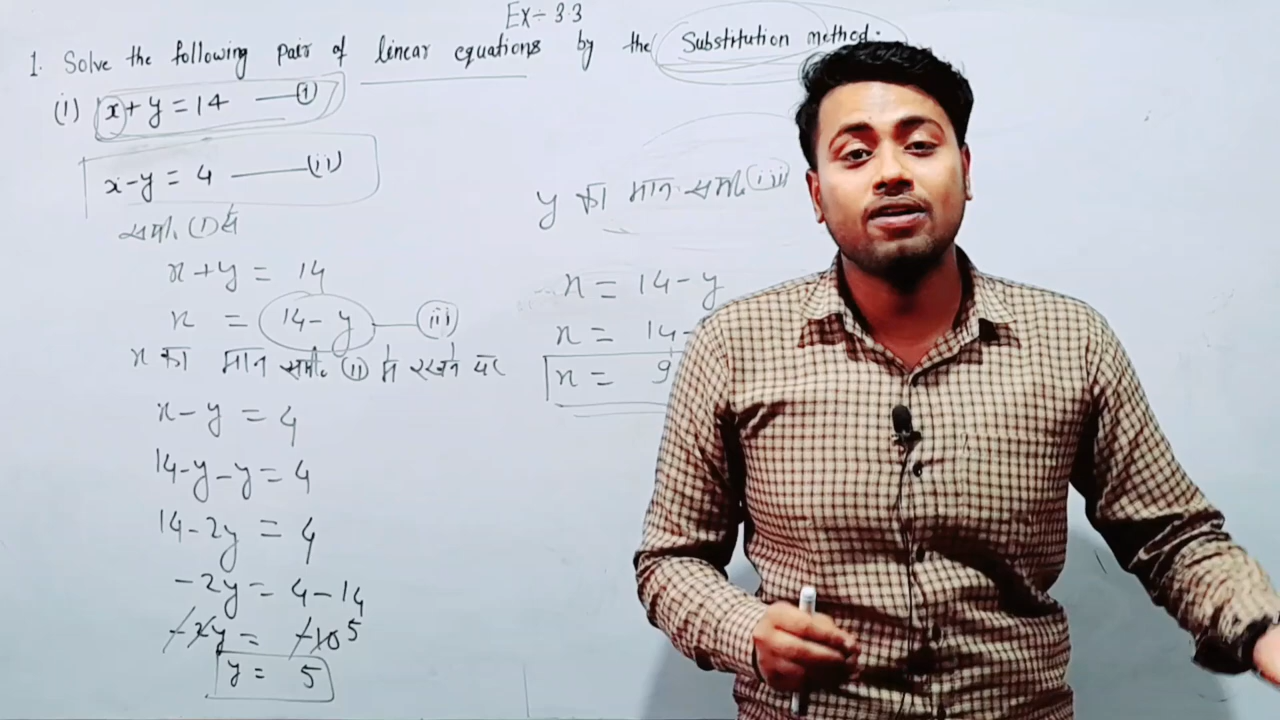 Ex÷ 3.3
1. Solve the following pair of linear equations by the Substitution method.
(i) x + y = 14 — (i)
x - y = 4 — (ii)
समी. (i) से
x + y = 14
x = 14 - y — (iii)
x का मान समी. (ii) में रखने पर
x - y = 4
14 - y - y = 4
14 - 2y = 4
-2y = 4 - 14
-2y = -10 5
y = 5
y का मान समी. (iii)
x = 14 - y
x = 14 -
x = 9